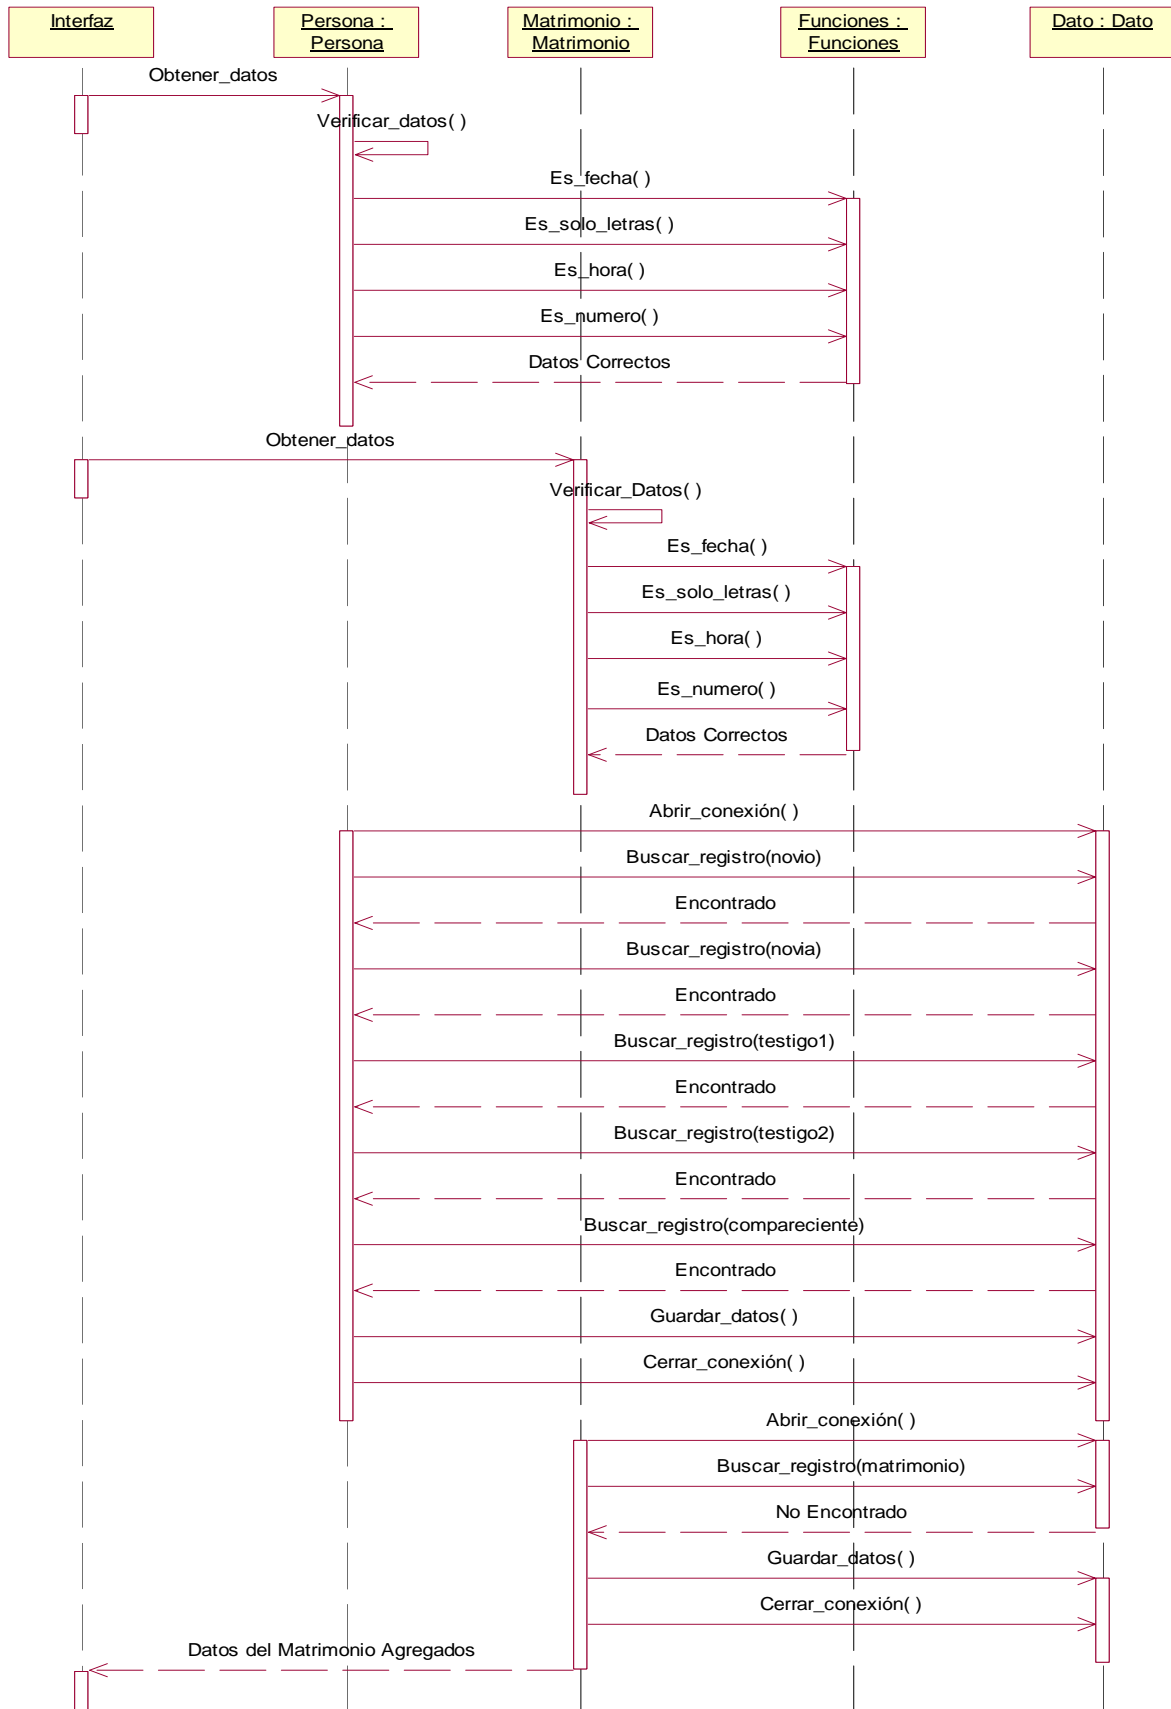 Interfaz
Persona :
Persona
Matrimonio :
Matrimonio
Funciones :
Funciones
Dato : Dato
Obtener_datos
Verificar_datos( )
Es_fecha( )
Es_solo_letras( )
Es_hora( )
Es_numero( )
Datos Correctos
Obtener_datos
Verificar_Datos( )
Es_fecha( )
Es_solo_letras( )
Es_hora( )
Es_numero( )
Datos Correctos
Abrir_conexión( )
Buscar_registro(novio)
Encontrado
Buscar_registro(novia)
Encontrado
Buscar_registro(testigo1)
Encontrado
Buscar_registro(testigo2)
Encontrado
Buscar_registro(compareciente)
Encontrado
Guardar_datos( )
Cerrar_conexión( )
Abrir_conexión( )
Buscar_registro(matrimonio)
No Encontrado
Guardar_datos( )
Cerrar_conexión( )
Datos del Matrimonio Agregados